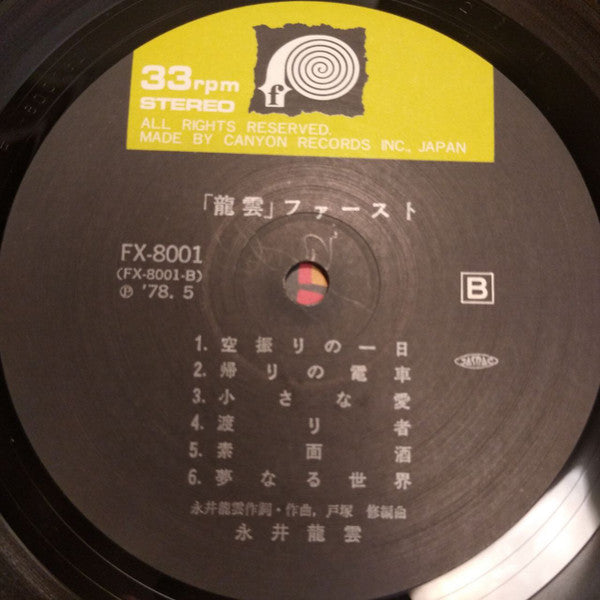 33rpm
STEREO
f
ALL RIGHTS RESERVED.
MADE BY CANYON RECORDS INC., JAPAN
「龍雲」ファースト
FX-8001
(FX-8001-B)
Ⓟ '78. 5
B
JASRAC
1. 空振りの一日
2. 帰りの電車
3. 小さな愛
4. 渡り者
5. 素面酒
6. 夢なる世界
永井龍雲作詞・作曲, 戸塚 修編曲
永井龍雲